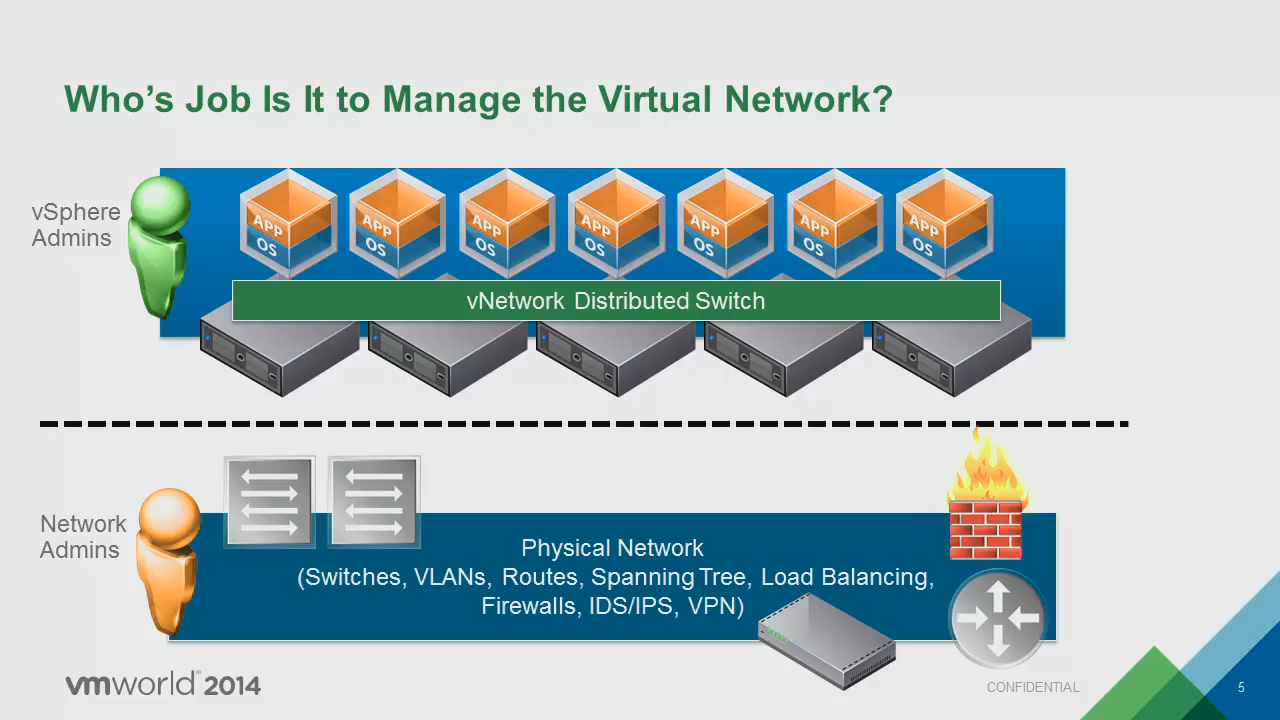 Who's Job Is It to Manage the Virtual Network?
vSphere
Admins
APP APP APP APP APP APP APP
OS OS OS OS OS OS OS
vNetwork Distributed Switch
Network
Admins
Physical Network
(Switches, VLANs, Routes, Spanning Tree, Load Balancing,
Firewalls, IDS/IPS, VPN)
vmworld® 2014
CONFIDENTIAL
5